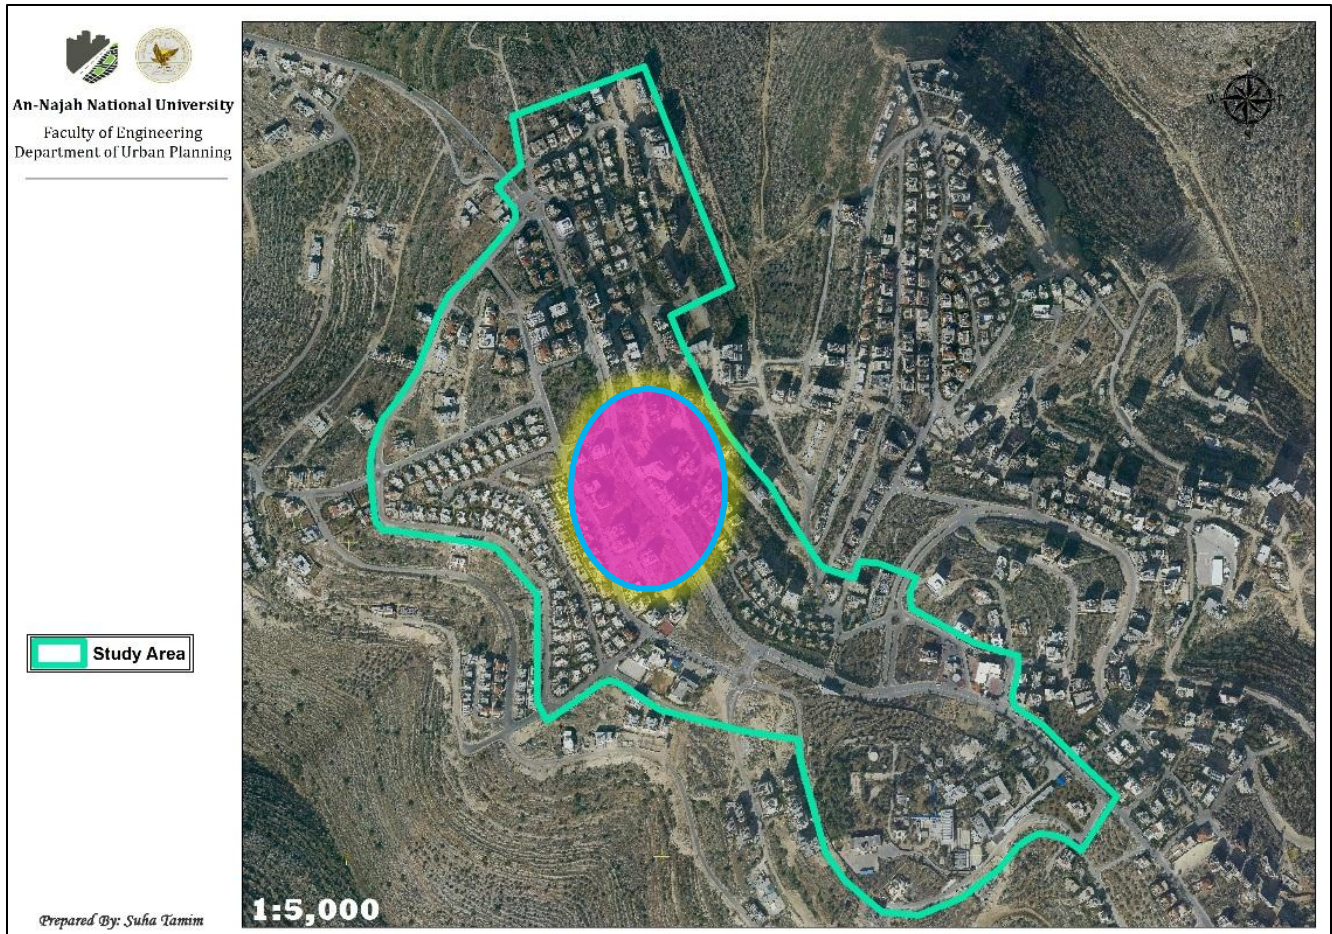 An-Najah National University
Faculty of Engineering
Department of Urban Planning
Study Area
Prepared By: Suha Tamim
1:5,000